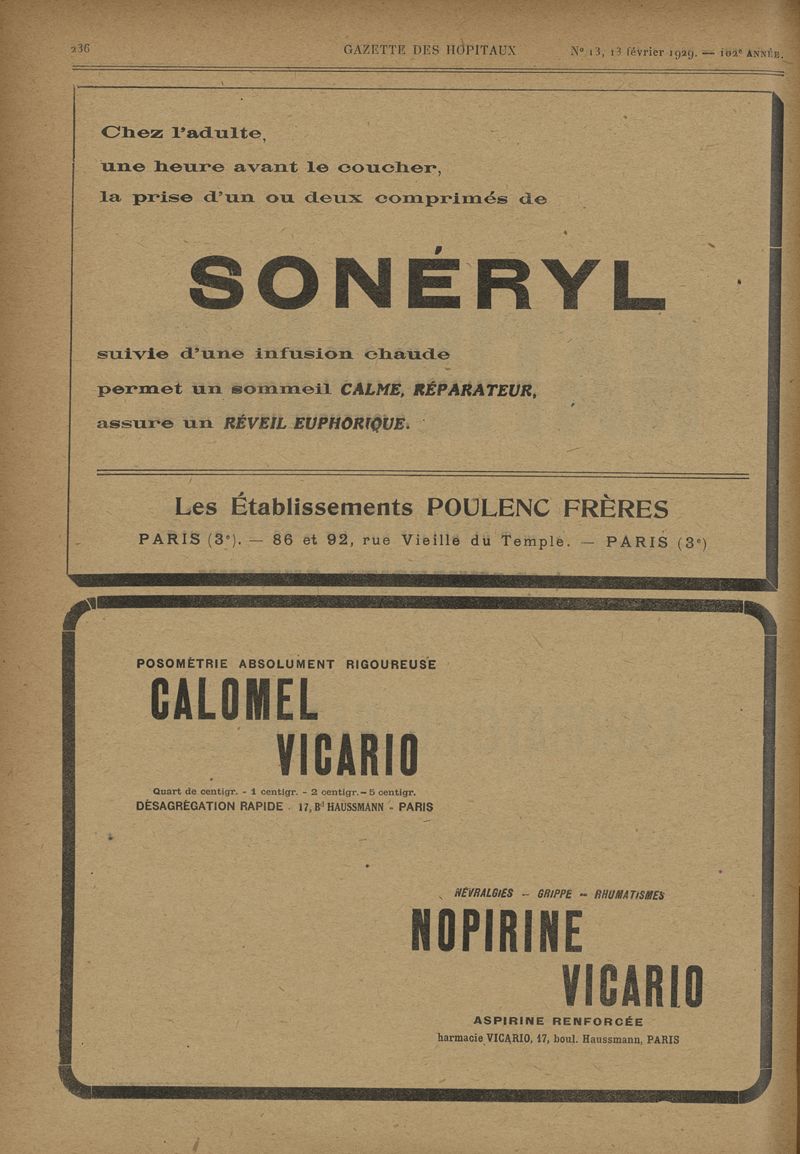 236
GAZETTE DES HÔPITAUX
N° 13, 13 février 1929. — 102e ANNÉE.
Chez l'adulte,
une heure avant le coucher,
la prise d'un ou deux comprimés de
SONÉRYL
suivie d'une infusion chaude
permet un sommeil CALME, RÉPARATEUR,
assure un RÉVEIL EUPHORIQUE.
Les Établissements POULENC FRÈRES
PARIS (3e). — 86 et 92, rue Vieille du Temple. — PARIS (3e)
POSOMÉTRIE ABSOLUMENT RIGOUREUSE
CALOMEL
VICARIO
Quart de centigr. - 1 centigr. - 2 centigr. - 5 centigr.
DÉSAGRÉGATION RAPIDE - 17, Bd HAUSSMANN - PARIS
NÉVRALGIES — GRIPPE — RHUMATISMES
NOPIRINE
VICARIO
ASPIRINE RENFORCÉE
harmacie VICARIO, 17, boul. Haussmann, PARIS